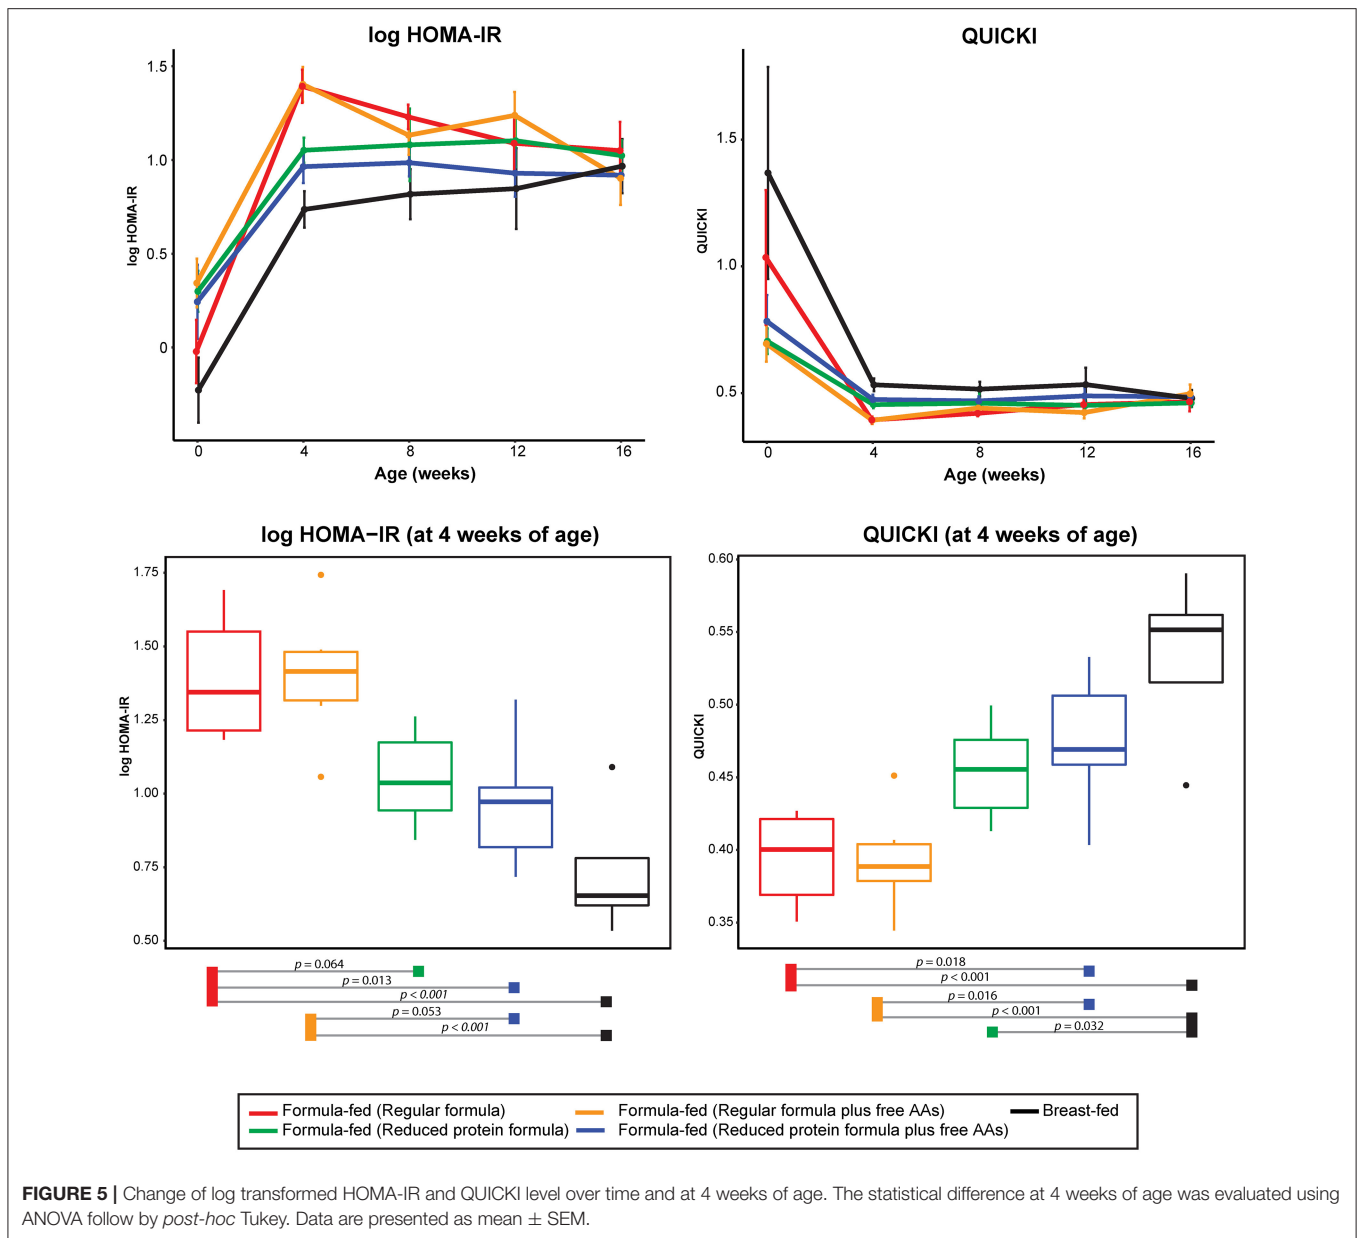 log HOMA-IR
1.5
1.0
0.5
0
log HOMA-IR
0 4 8 12 16
Age (weeks)
QUICKI
1.5
1.0
0.5
QUICKI
0 4 8 12 16
Age (weeks)
log HOMA−IR (at 4 weeks of age)
1.75
1.50
1.25
1.00
0.75
0.50
log HOMA-IR
p = 0.064
p = 0.013
p < 0.001
p = 0.053
p < 0.001
QUICKI (at 4 weeks of age)
0.60
0.55
0.50
0.45
0.40
0.35
QUICKI
p = 0.018
p < 0.001
p = 0.016
p < 0.001
p = 0.032
Formula-fed (Regular formula) Formula-fed (Regular formula plus free AAs) Breast-fed
Formula-fed (Reduced protein formula) Formula-fed (Reduced protein formula plus free AAs)
FIGURE 5 | Change of log transformed HOMA-IR and QUICKI level over time and at 4 weeks of age. The statistical difference at 4 weeks of age was evaluated using
ANOVA follow by post-hoc Tukey. Data are presented as mean ± SEM.